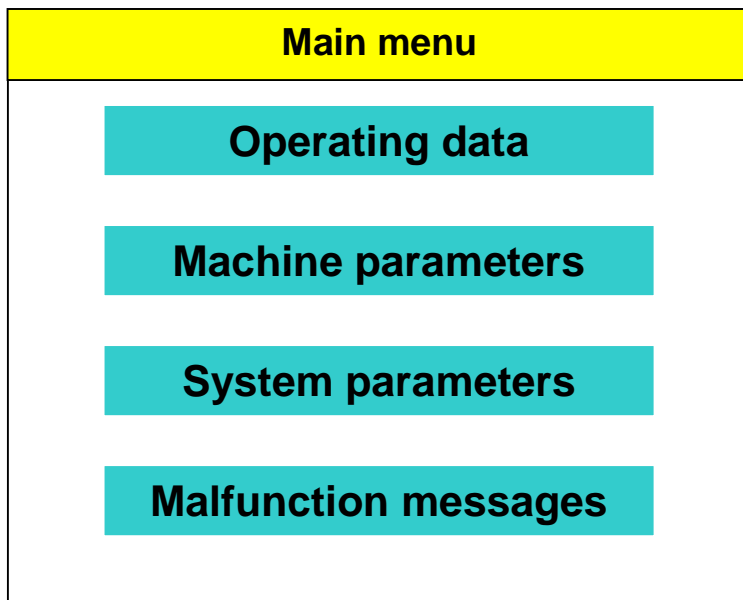 Main menu
Operating data
Machine parameters
System parameters
Malfunction messages